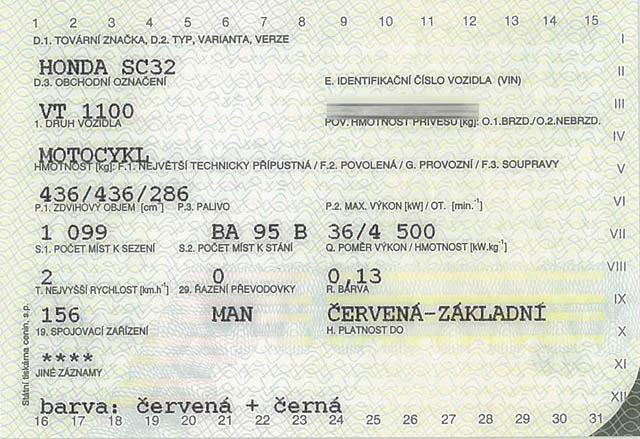 1 2 3 4 5 6 7 8 9 10 11 12 13 14 15
D.1. TOVÁRNÍ ZNAČKA, D.2. TYP, VARIANTA, VERZE I
HONDA SC32
D.3. OBCHODNÍ OZNAČENÍ E. IDENTIFIKAČNÍ ČÍSLO VOZIDLA (VIN) II
VT 1100 III
1. DRUH VOZIDLA POV. HMOTNOST PŘÍVĚSU [kg]: O.1.BRZD./O.2.NEBRZD.
IV
MOTOCYKL
HMOTNOST [kg]: F.1. NEJVĚTŠÍ TECHNICKY PŘÍPUSTNÁ / F.2. POVOLENÁ / G. PROVOZNÍ / F.3. SOUPRAVY V
436/436/286
P.1. ZDVIHOVÝ OBJEM [cm³] P.3. PALIVO P.2. MAX. VÝKON [kW] / OT. [min.⁻¹] VI
1 099 BA 95 B 36/4 500 VII
S.1. POČET MÍST K SEZENÍ S.2. POČET MÍST K STÁNÍ Q. POMĚR VÝKON / HMOTNOST [kW.kg⁻¹]
2 0 0,13 VIII
T. NEJVYŠŠÍ RYCHLOST [km.h⁻¹] 29. ŘAZENÍ PŘEVODOVKY R. BARVA
IX
156 MAN ČERVENÁ-ZÁKLADNÍ
19. SPOJOVACÍ ZAŘÍZENÍ H. PLATNOST DO X
****
JINÉ ZÁZNAMY XI
barva: červená + černá XII
16 17 18 19 20 21 22 23 24 25 26 27 28 29 30 31
Státní tiskárna cenin, s.p.